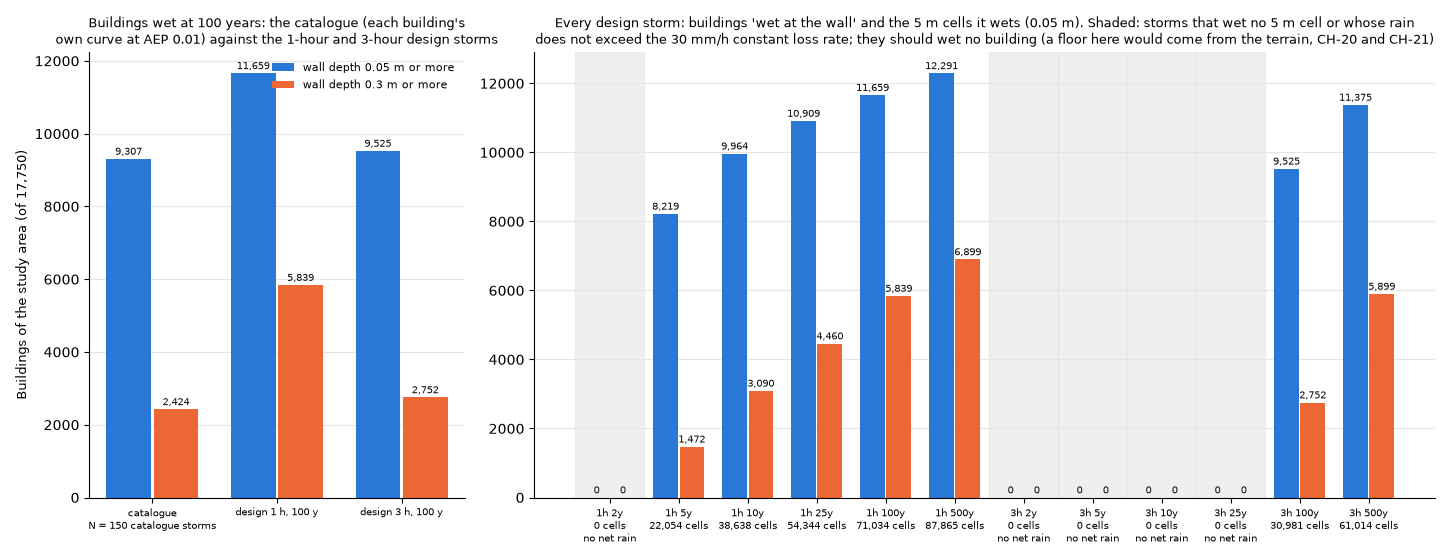 Buildings wet at 100 years: the catalogue (each building's
own curve at AEP 0.01) against the 1-hour and 3-hour design storms
Buildings of the study area (of 17,750)
12000
10000
8000
6000
4000
2000
0
wall depth 0.05 m or more
wall depth 0.3 m or more
9,307
2,424
11,659
5,839
9,525
2,752
catalogue
N = 150 catalogue storms
design 1 h, 100 y
design 3 h, 100 y
Every design storm: buildings 'wet at the wall' and the 5 m cells it wets (0.05 m). Shaded: storms that wet no 5 m cell or whose rain
does not exceed the 30 mm/h constant loss rate; they should wet no building (a floor here would come from the terrain, CH-20 and CH-21)
12000
10000
8000
6000
4000
2000
0
0 0
8,219
1,472
9,964
3,090
10,909
4,460
11,659
5,839
12,291
6,899
0 0
0 0
0 0
0 0
9,525
2,752
11,375
5,899
1h 2y
0 cells
no net rain
1h 5y
22,054 cells
1h 10y
38,638 cells
1h 25y
54,344 cells
1h 100y
71,034 cells
1h 500y
87,865 cells
3h 2y
0 cells
no net rain
3h 5y
0 cells
no net rain
3h 10y
0 cells
no net rain
3h 25y
0 cells
no net rain
3h 100y
30,981 cells
3h 500y
61,014 cells